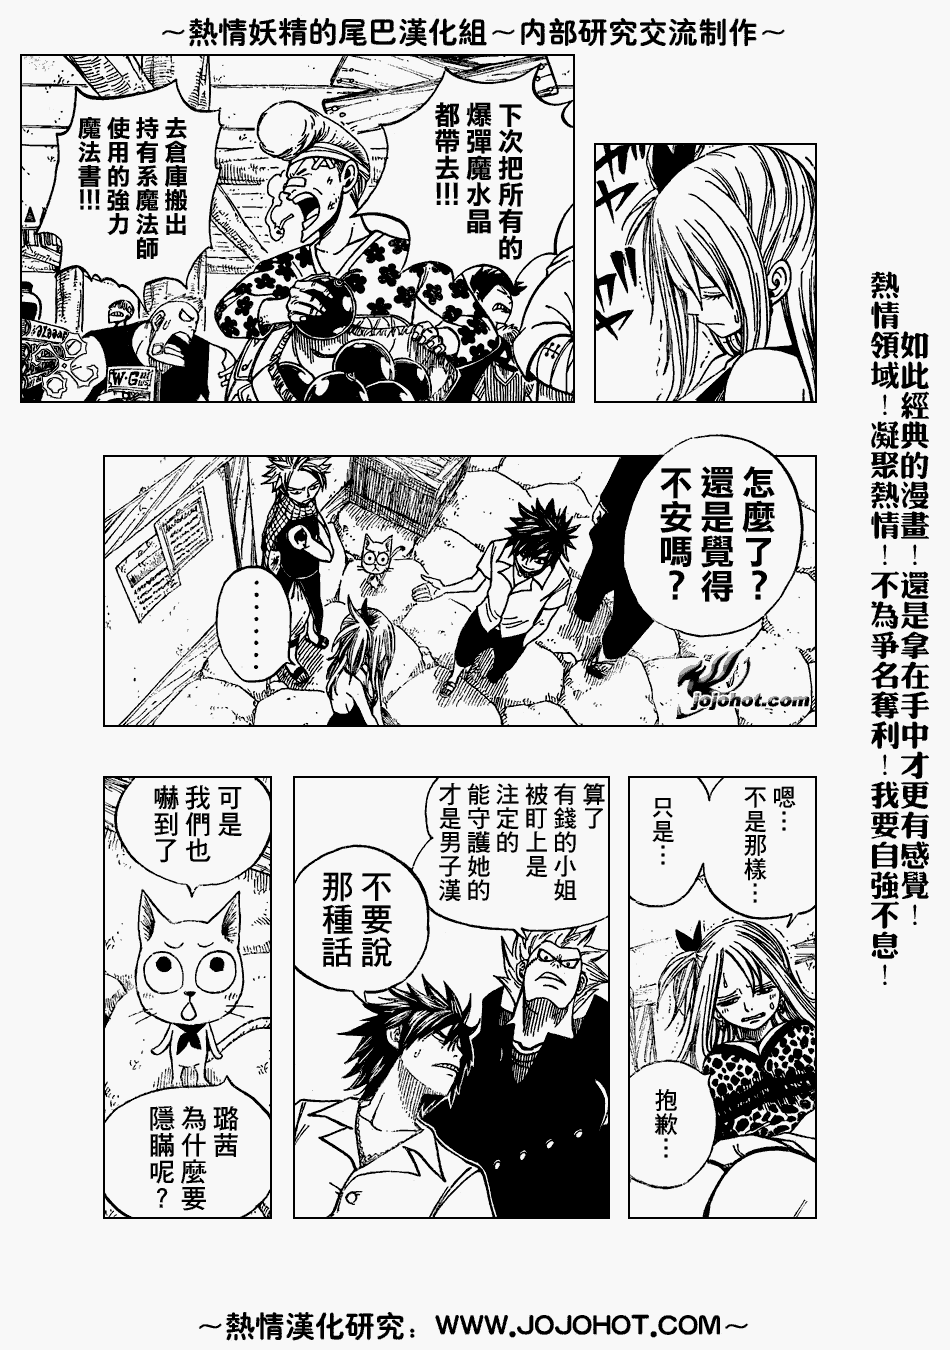 ～熱情妖精的尾巴漢化組～内部研究交流制作～
下次把所有的
爆彈魔水晶
都帶去!!!
去倉庫搬出
持有系魔法師
使用的強力
魔法書!!!
W·G
怎麼了?
還是覺得
不安嗎?
⋯⋯⋯
jojohot.com
嗯…
不是那樣…
只是…
抱歉…
算了
有錢的小姐
被盯上是
注定的
能守護她的
才是男子漢
不要說
那種話
可是
我們也
嚇到了
璐茜
為什麼要
隱瞞呢?
如此經典的漫畫！還是拿在手中才更有感覺！
熱情領域！凝聚熱情！不為爭名奪利！我要自強不息！
～熱情漢化研究：WWW.JOJOHOT.COM～